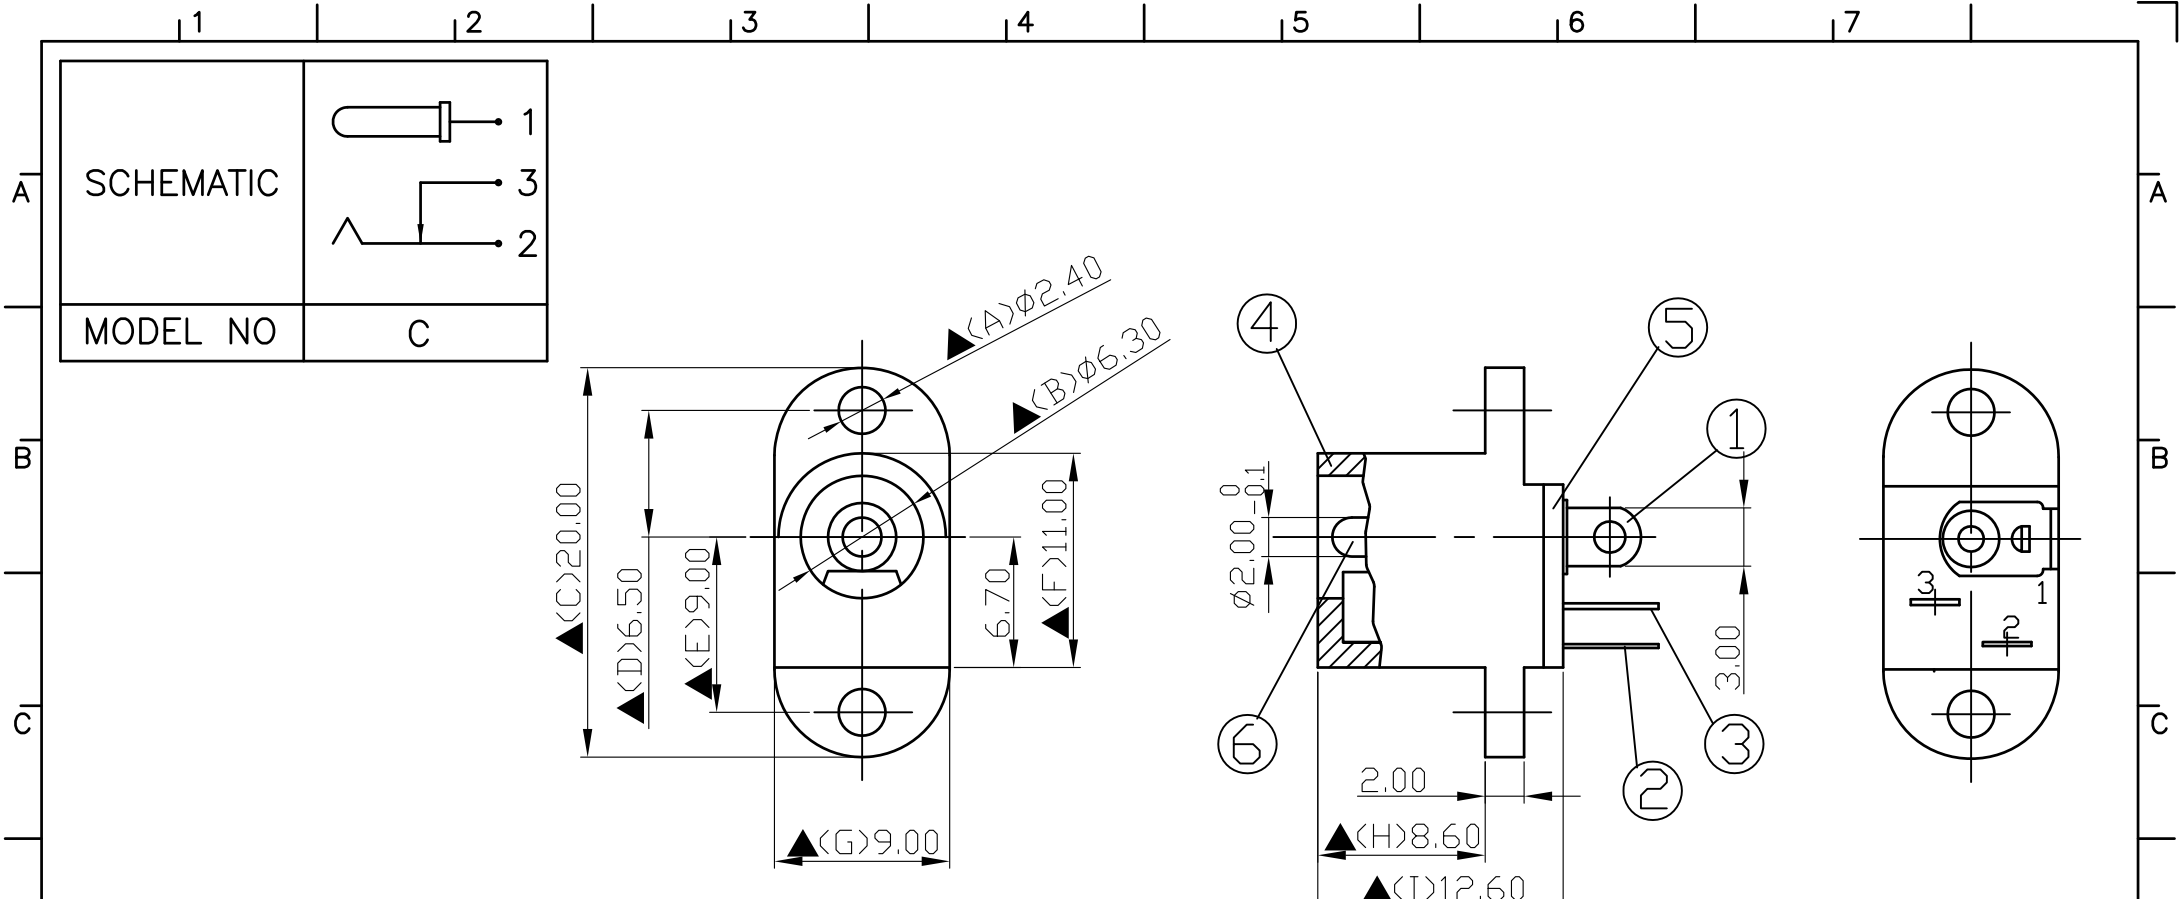 1 2 3 4 5 6 7
A A
SCHEMATIC
1
3
2
MODEL NO C
B B
C C
▲(A)ø2.40
▲(B)ø6.30
▲(C)20.00
▲(D)6.50
▲(E)9.00
6.70
▲(F)11.00
▲(G)9.00
4
5
1
ø2.00 0 -0.1
3.00
6
3
2
2.00
▲(H)8.60
▲(I)12.60
3
1
2